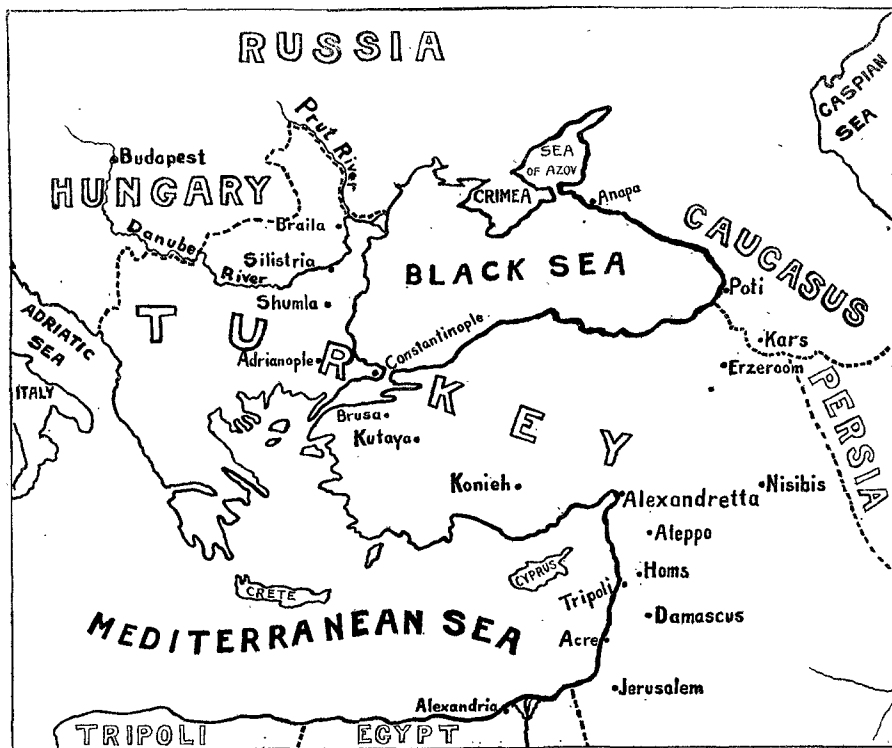 RUSSIA
CASPIAN SEA
Prut River
SEA OF AZOV
Budapest
HUNGARY
CRIMEA
Anapa
Braila
CAUCASUS
Danube River
Silistria
BLACK SEA
Poti
Shumla
TURKEY
ADRIATIC SEA
Constantinople
Kars
Adrianople
Erzeroom
ITALY
PERSIA
Brusa
Kutaya
Konieh
Alexandretta
Nisibis
Aleppo
CYPRUS
Homs
CRETE
Tripoli
MEDITERRANEAN SEA
Damascus
Acre
Jerusalem
Alexandria
TRIPOLI
EGYPT